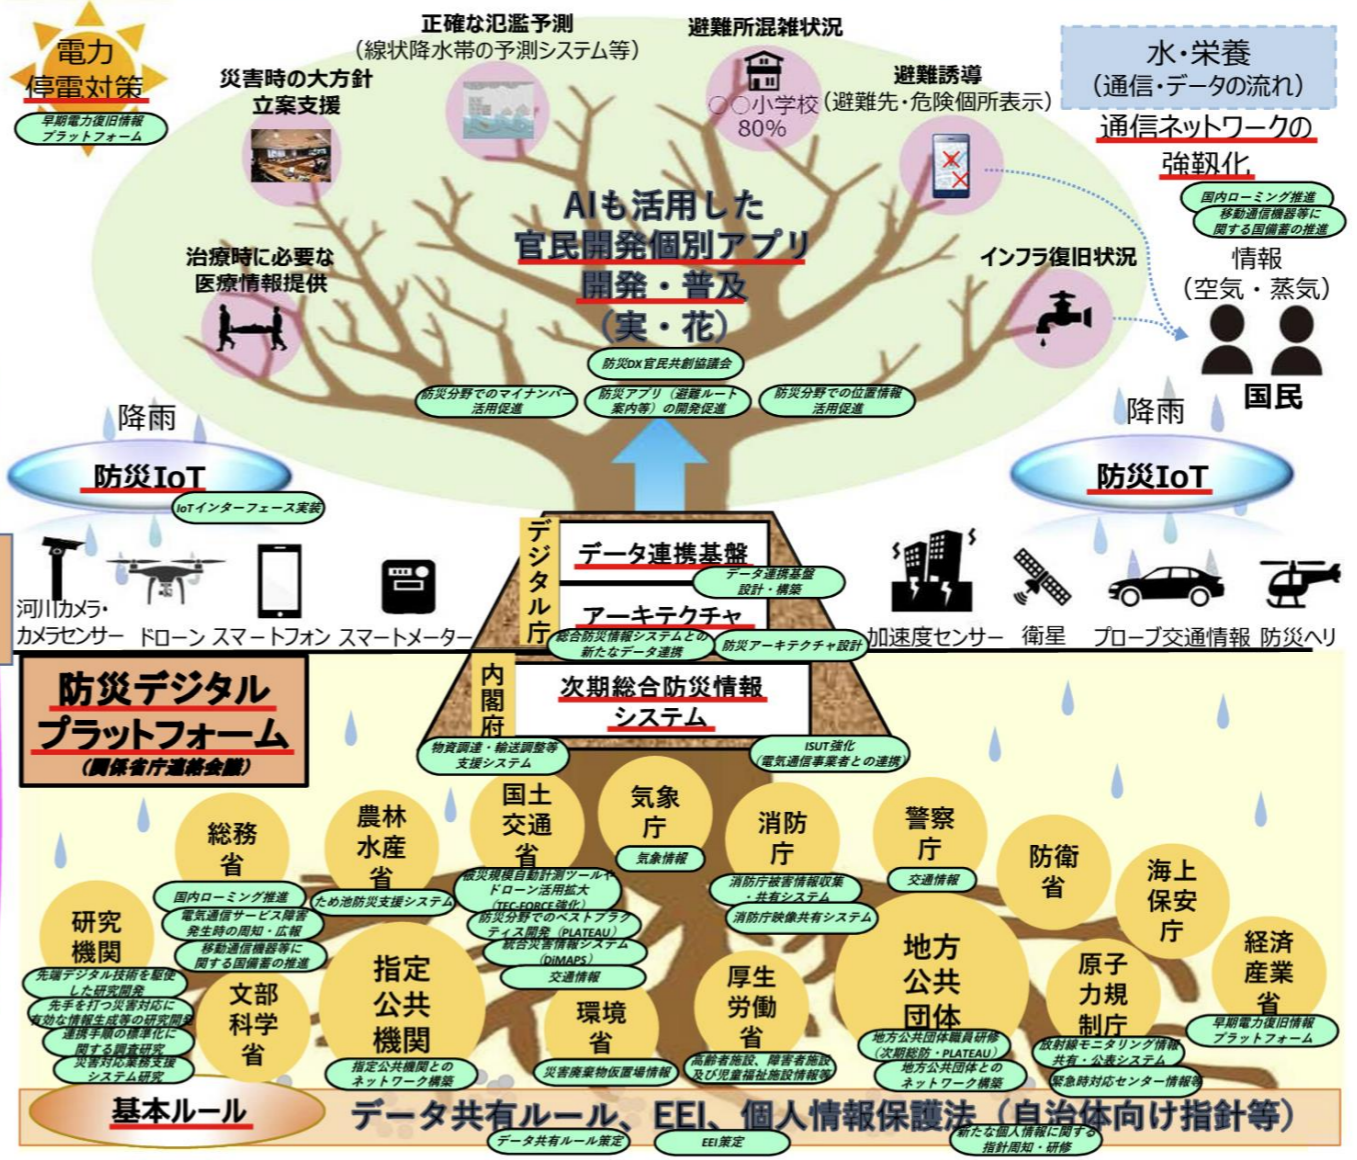 電力
停電対策
早期電力復旧情報
プラットフォーム
災害時の大方針
立案支援
正確な氾濫予測
（線状降水帯の予測システム等）
避難所混雑状況
〇〇小学校
80%
避難誘導
（避難先・危険個所表示）
水・栄養
（通信・データの流れ）
通信ネットワークの
強靱化
国内ローミング推進
移動通信機器等に
関する国備蓄の推進
情報
（空気・蒸気）
国民
治療時に必要な
医療情報提供
AIも活用した
官民開発個別アプリ
開発・普及
（実・花）
インフラ復旧状況
防災DX官民共創協議会
防災分野でのマイナンバー
活用促進
防災アプリ（避難ルート
案内等）の開発促進
防災分野での位置情報
活用促進
降雨
防災IoT
IoTインターフェース実装
降雨
防災IoT
河川カメラ・
カメラセンサー
ドローン
スマートフォン
スマートメーター
デジタル庁
データ連携基盤
データ連携基盤
設計・構築
アーキテクチャ
総合防災情報システムとの
新たなデータ連携
防災アーキテクチャ設計
加速度センサー
衛星
プローブ交通情報
防災ヘリ
防災デジタル
プラットフォーム
（関係省庁連絡会議）
内閣府
次期総合防災情報
システム
物資調達・輸送調整等
支援システム
ISUT強化
（電気通信事業者との連携）
総務
省
国内ローミング推進
電気通信サービス障害
発生時の周知・広報
移動通信機器等に
関する国備蓄の推進
農林
水産
省
ため池防災支援システム
国土
交通
省
被災規模自動計測ツールや
ドローン活用拡大
（TEC-FORCE強化）
防災分野でのベストプラク
ティス開発（PLATEAU）
統合災害情報システム
（DiMAPS）
交通情報
気象
庁
気象情報
消防
庁
消防庁被害情報収集
・共有システム
消防庁映像共有システム
警察
庁
交通情報
防衛
省
海上
保安
庁
研究
機関
先端デジタル技術を駆使
した研究開発
先手を打つ災害対応に
有効な情報生成等の研究開発
連携手順の標準化に
関する調査研究
災害対応業務支援
システム研究
文部
科学
省
指定
公共
機関
指定公共機関との
ネットワーク構築
環境
省
災害廃棄物仮置場情報
厚生
労働
省
高齢者施設、障害者施設
及び児童福祉施設情報等
地方
公共
団体
地方公共団体職員研修
（次期総防・PLATEAU）
地方公共団体との
ネットワーク構築
原子
力規
制庁
放射線モニタリング情報
共有・公表システム
緊急時対応センター情報等
経済
産業
省
早期電力復旧情報
プラットフォーム
基本ルール
データ共有ルール、EEI、個人情報保護法（自治体向け指針等）
データ共有ルール策定
EEI策定
新たな個人情報に関する
指針周知・研修